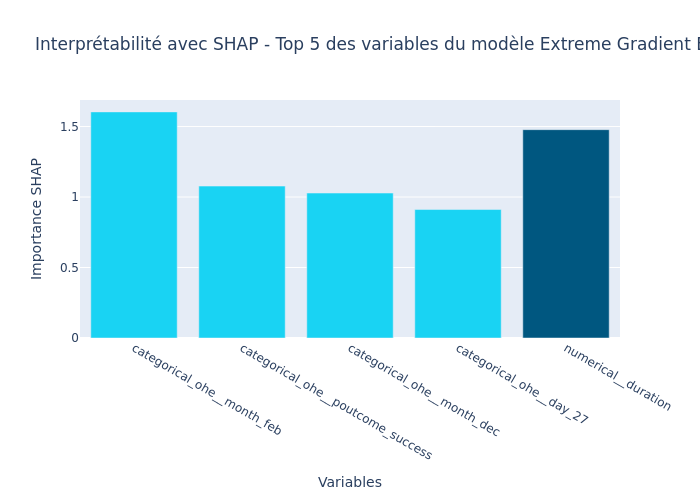 Interprétabilité avec SHAP - Top 5 des variables du modèle Extreme Gradient
Importance SHAP
1.5
1
0.5
0
categorical_ohe__month_feb
categorical_ohe__poutcome_success
categorical_ohe__month_dec
categorical_ohe__day_27
numerical__duration
Variables